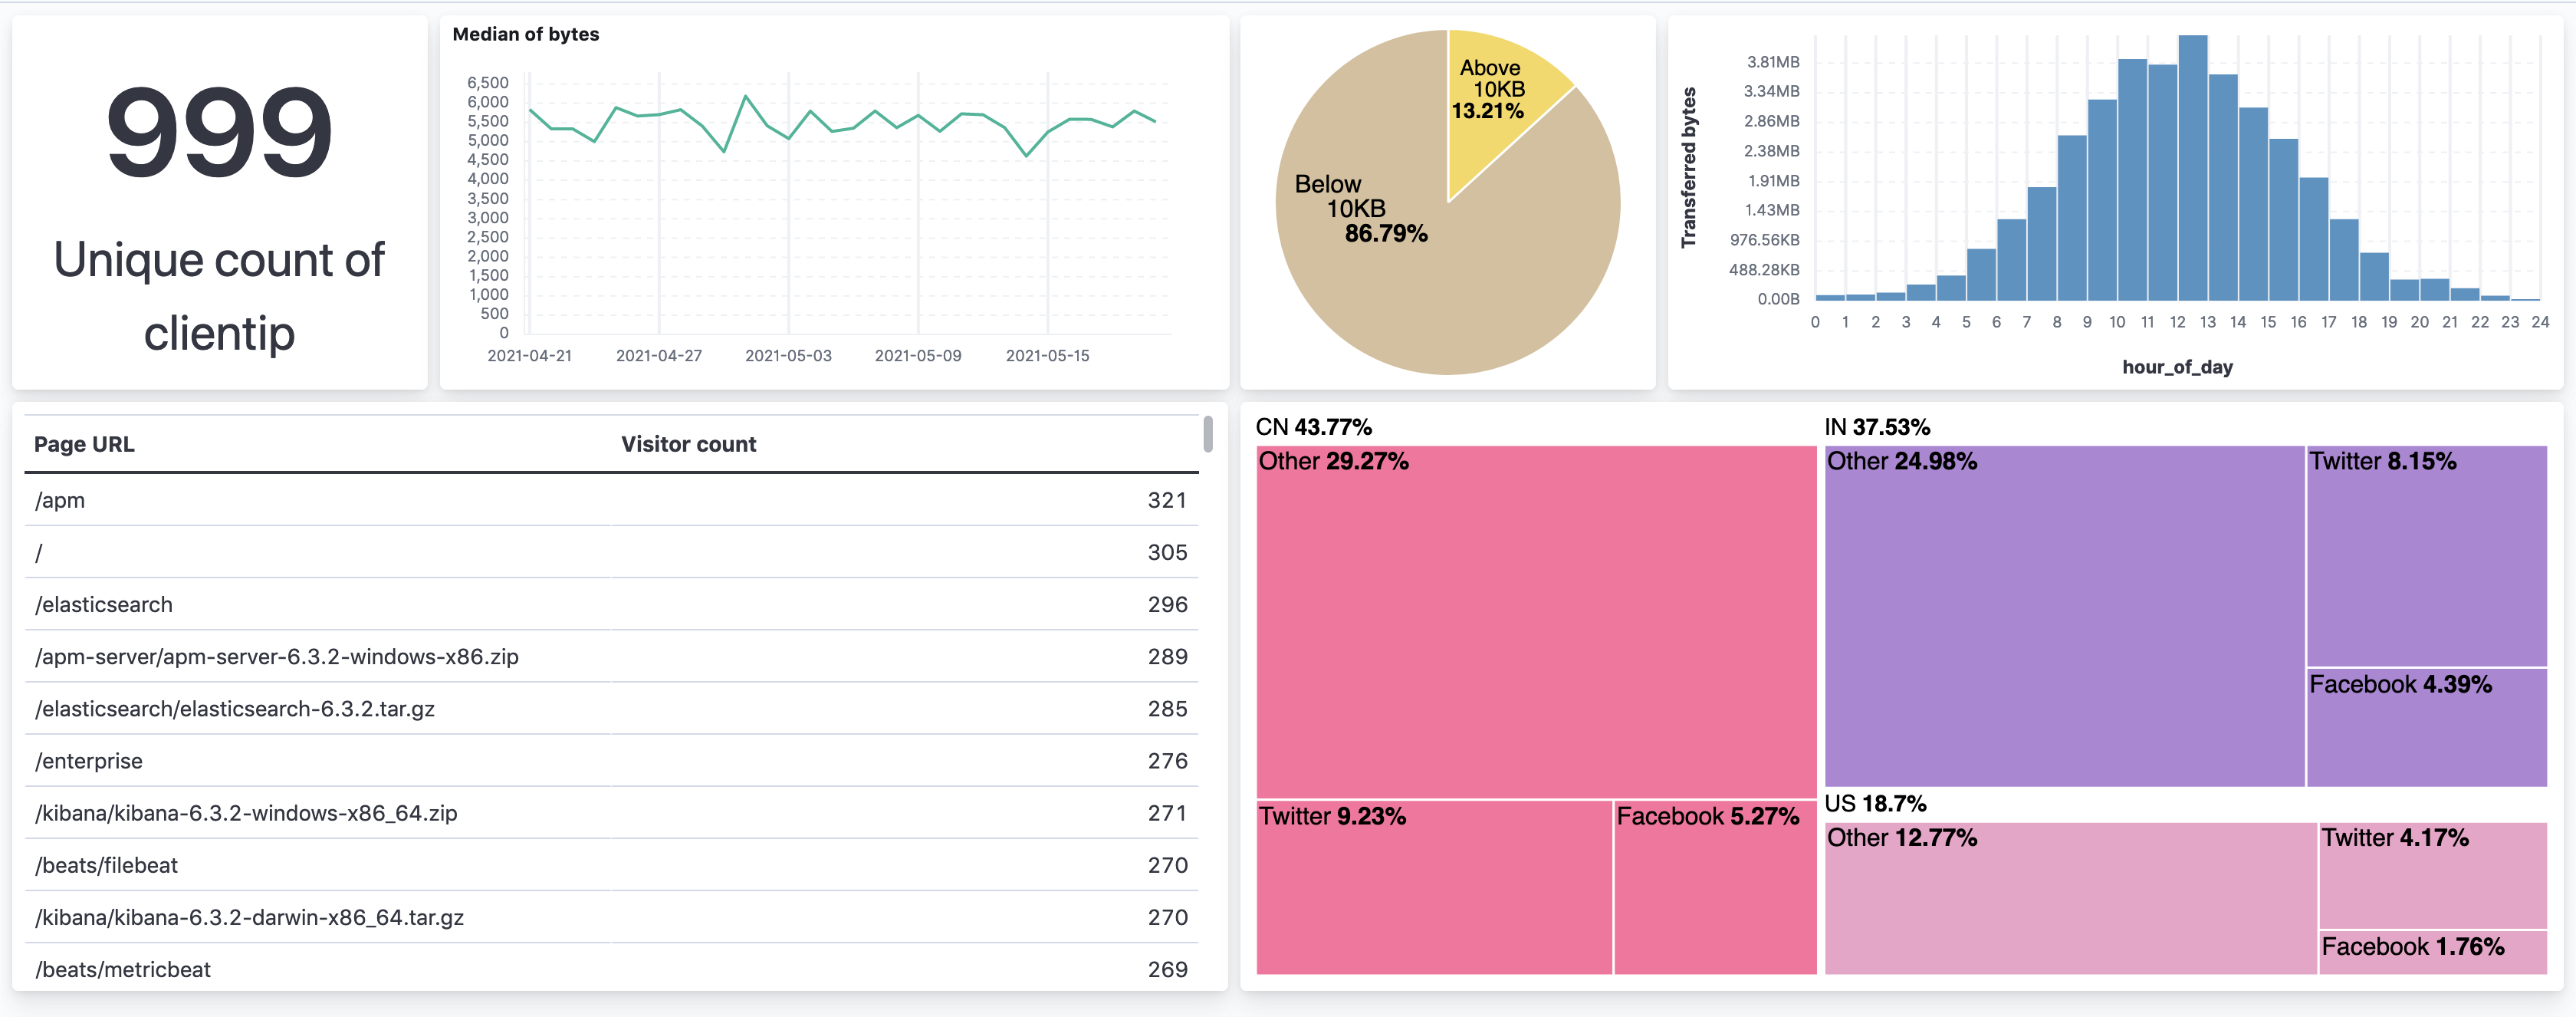 999
Unique count of
clientip
Median of bytes
6,500
6,000
5,500
5,000
4,500
4,000
3,500
3,000
2,500
2,000
1,500
1,000
500
0
2021-04-21 2021-04-27 2021-05-03 2021-05-09 2021-05-15
Above
10KB
13.21%
Below
10KB
86.79%
Transferred bytes
3.81MB
3.34MB
2.86MB
2.38MB
1.91MB
1.43MB
976.56KB
488.28KB
0.00B
0 1 2 3 4 5 6 7 8 9 10 11 12 13 14 15 16 17 18 19 20 21 22 23 24
hour_of_day
Page URL Visitor count
/apm 321
/ 305
/elasticsearch 296
/apm-server/apm-server-6.3.2-windows-x86.zip 289
/elasticsearch/elasticsearch-6.3.2.tar.gz 285
/enterprise 276
/kibana/kibana-6.3.2-windows-x86_64.zip 271
/beats/filebeat 270
/kibana/kibana-6.3.2-darwin-x86_64.tar.gz 270
/beats/metricbeat 269
CN 43.77%
Other 29.27%
Twitter 9.23%
Facebook 5.27%
IN 37.53%
Other 24.98%
Twitter 8.15%
Facebook 4.39%
US 18.7%
Other 12.77%
Twitter 4.17%
Facebook 1.76%